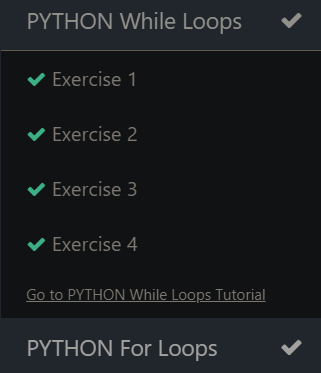 PYTHON While Loops
Exercise 1
Exercise 2
Exercise 3
Exercise 4
Go to PYTHON While Loops Tutorial
PYTHON For Loops